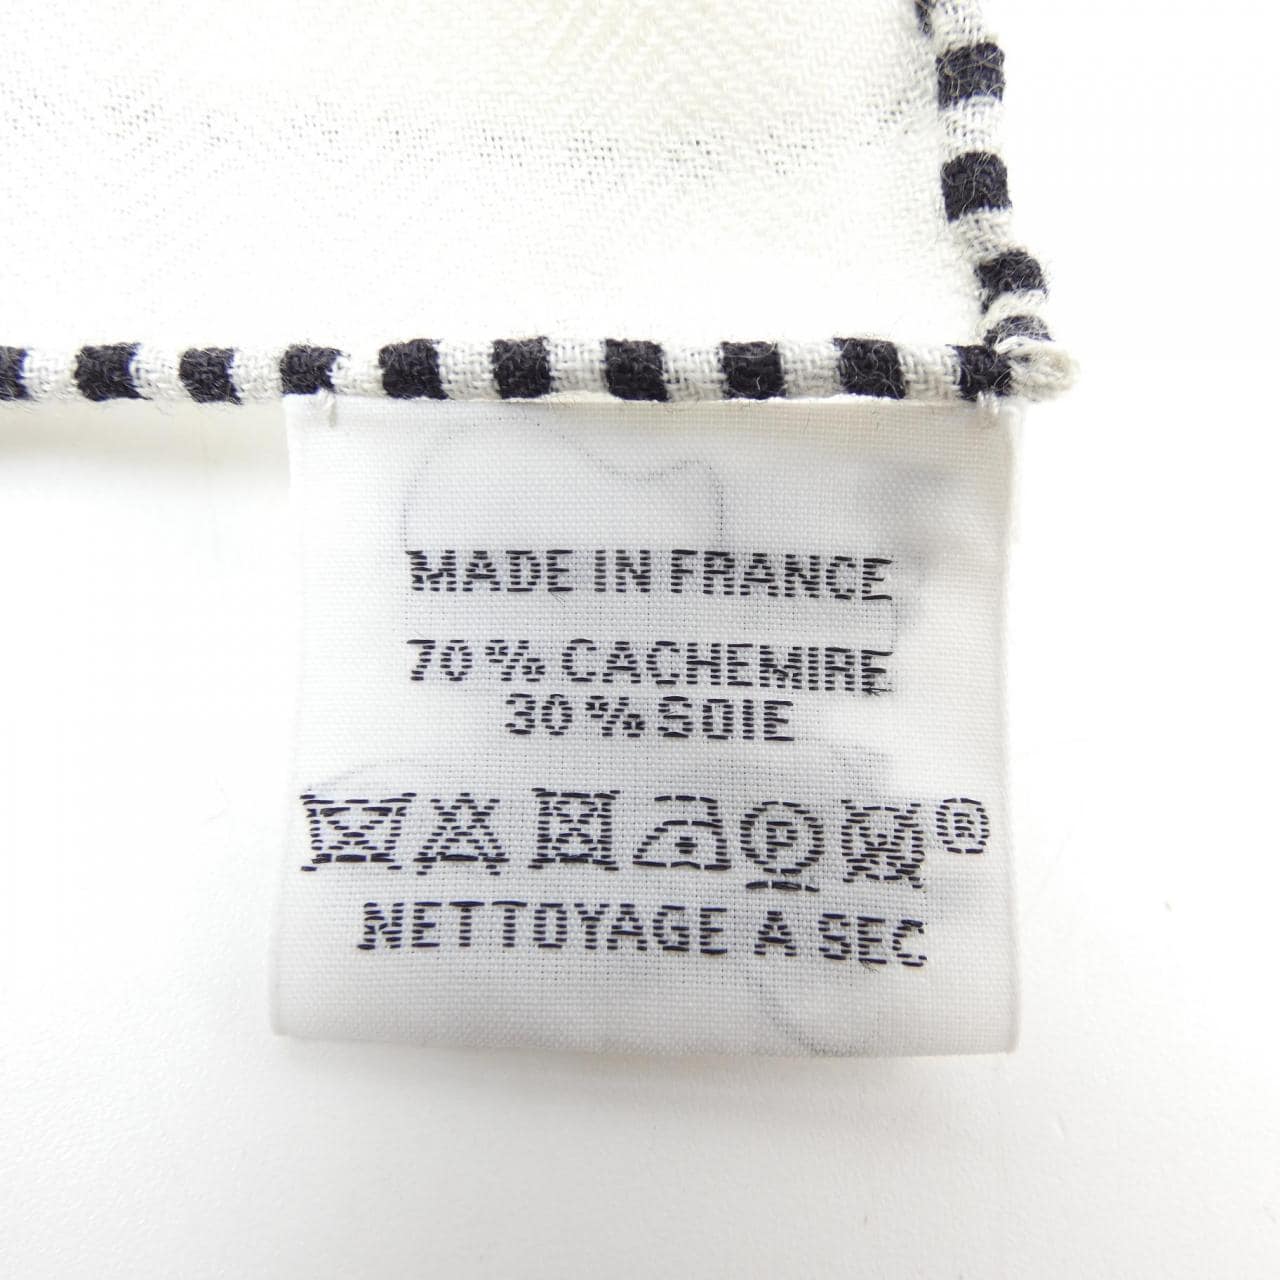 MADE IN FRANCE
70% CACHEMIRE
30% SOIE
P W ®
NETTOYAGE A SEC